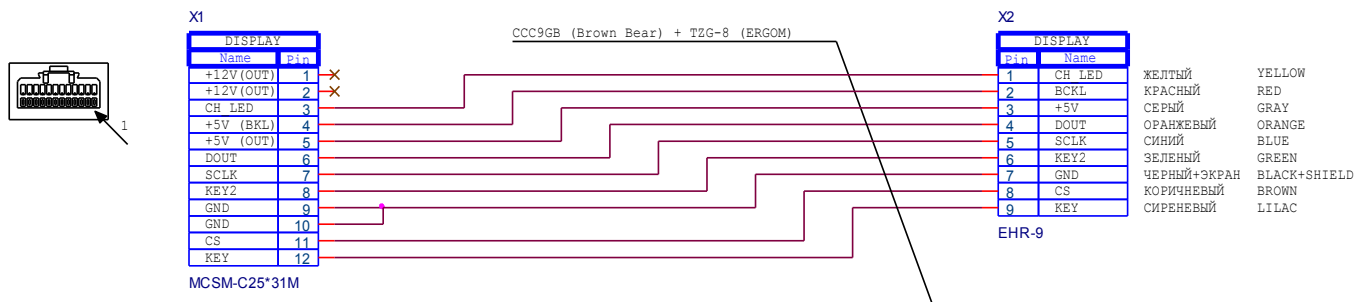 X1
DISPLAY
Name Pin
+12V(OUT) 1
+12V(OUT) 2
CH LED 3
+5V (BKL) 4
+5V (OUT) 5
DOUT 6
SCLK 7
KEY2 8
GND 9
GND 10
CS 11
KEY 12
MCSM-C25*31M
1
CCC9GB (Brown Bear) + TZG-8 (ERGOM)
X2
DISPLAY
Pin Name
1 CH LED ЖЕЛТЫЙ YELLOW
2 BCKL КРАСНЫЙ RED
3 +5V СЕРЫЙ GRAY
4 DOUT ОРАНЖЕВЫЙ ORANGE
5 SCLK СИНИЙ BLUE
6 KEY2 ЗЕЛЕНЫЙ GREEN
7 GND ЧЕРНЫЙ+ЭКРАН BLACK+SHIELD
8 CS КОРИЧНЕВЫЙ BROWN
9 KEY СИРЕНЕВЫЙ LILAC
EHR-9